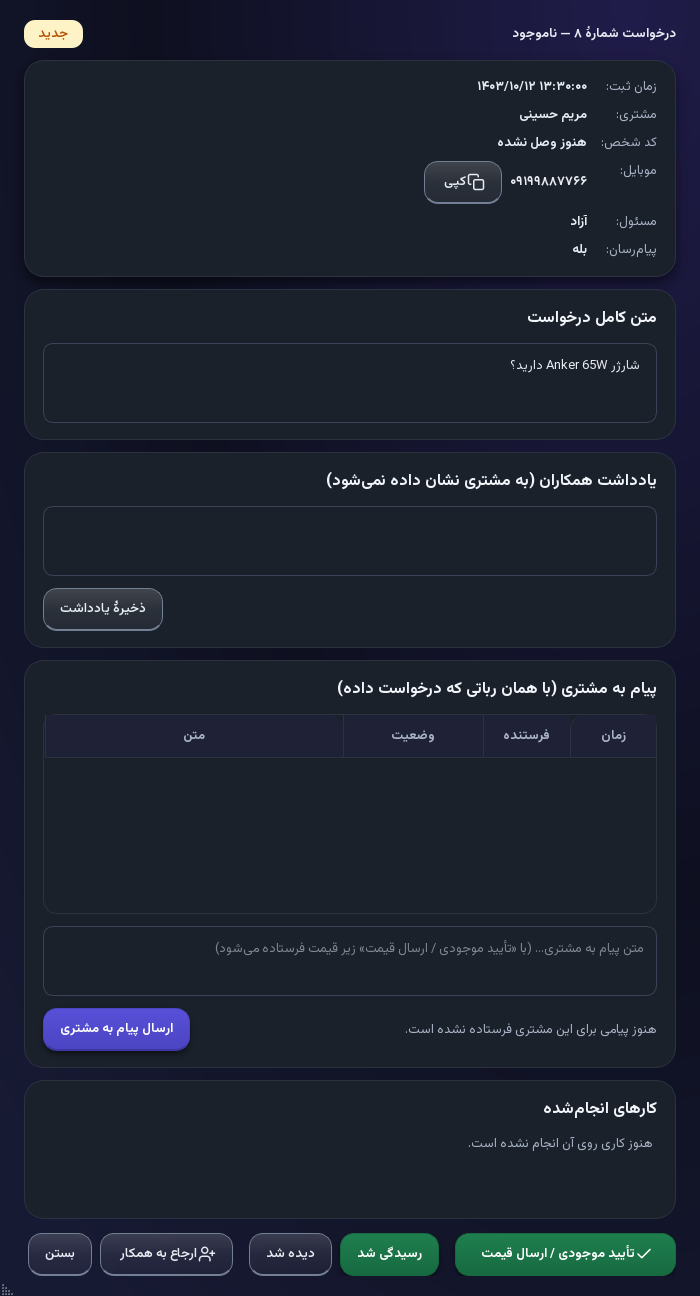 درخواست شمارهٔ ۸ — ناموجود
جدید
زمان ثبت: ۱۴۰۳/۱۰/۱۲ ۱۳:۳۰:۰۰
مشتری: مریم حسینی
کد شخص: هنوز وصل نشده
موبایل: ۰۹۱۹۹۸۸۷۷۶۶ کپی
مسئول: آزاد
پیام‌رسان: بله
متن کامل درخواست
شارژر Anker 65W دارید؟
یادداشت همکاران (به مشتری نشان داده نمی‌شود)
ذخیرهٔ یادداشت
پیام به مشتری (با همان رباتی که درخواست داده)
زمان فرستنده وضعیت متن
متن پیام به مشتری... (با «تأیید موجودی / ارسال قیمت» زیر قیمت فرستاده می‌شود)
هنوز پیامی برای این مشتری فرستاده نشده است. ارسال پیام به مشتری
کارهای انجام‌شده
هنوز کاری روی آن انجام نشده است.
تأیید موجودی / ارسال قیمت رسیدگی شد دیده شد ارجاع به همکار بستن